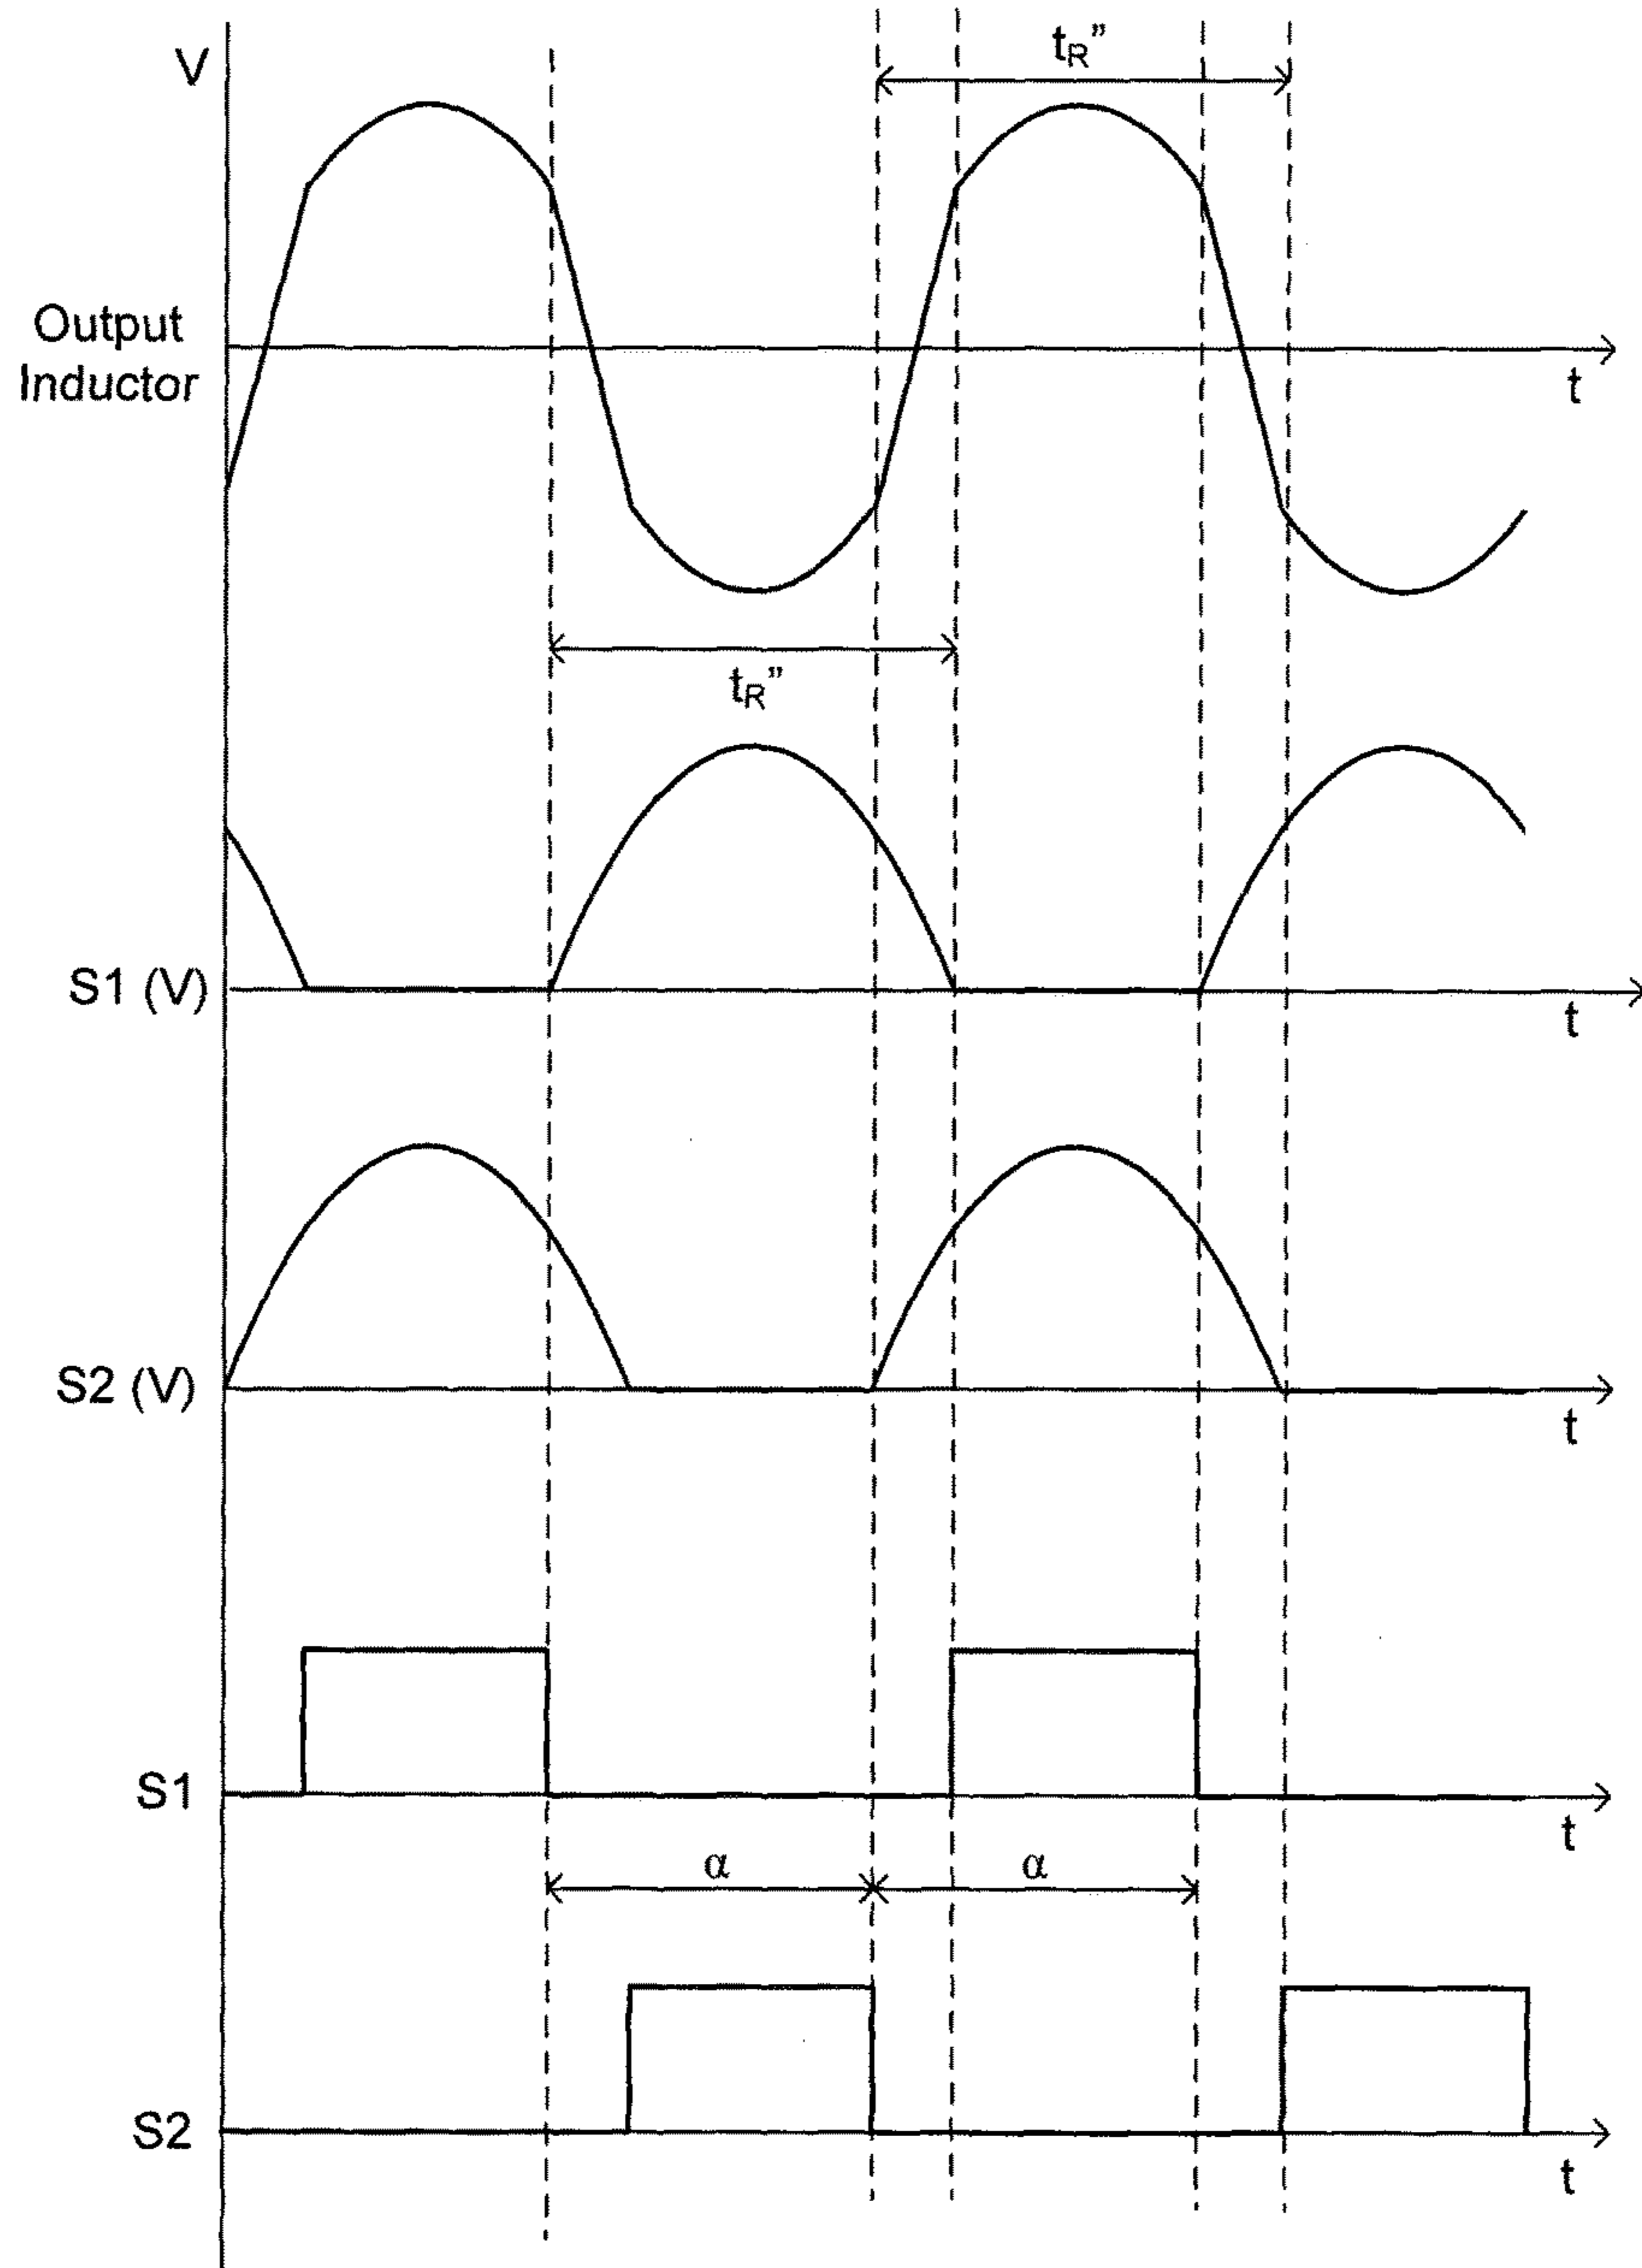 V
tR”
Output
Inductor
t
tR”
S1 (V)
t
S2 (V)
t
S1
t
α
α
S2
t